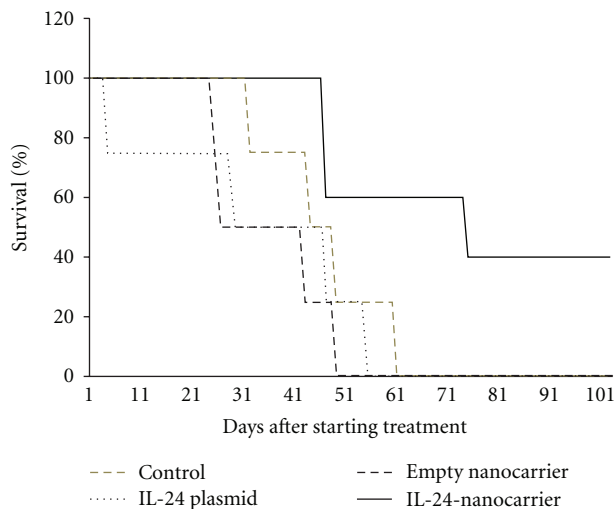 120
100
80
60
40
20
0
Survival (%)
1 11 21 31 41 51 61 71 81 91 101
Days after starting treatment
Control
Empty nanocarrier
IL-24 plasmid
IL-24-nanocarrier